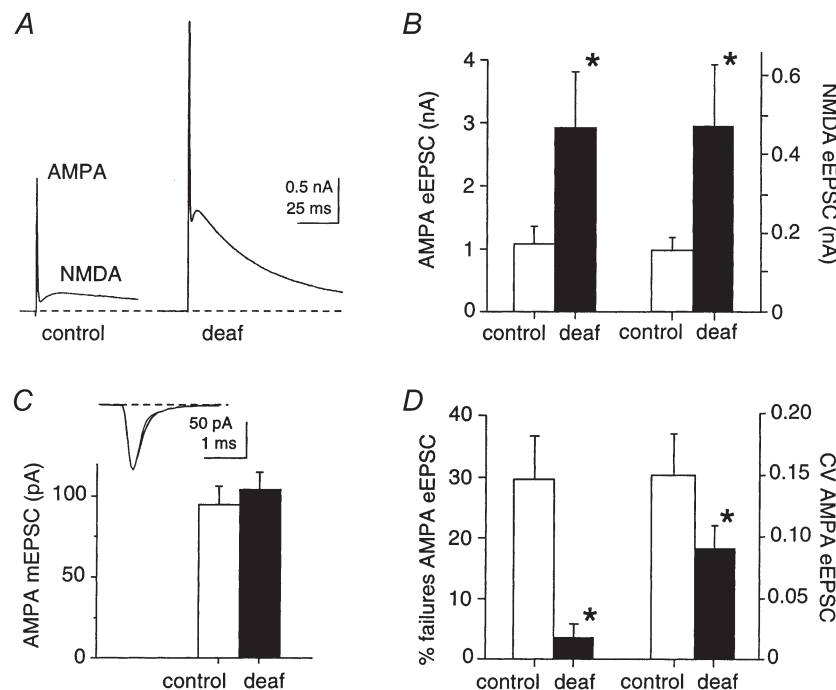 A
AMPA
NMDA
control
deaf
0.5 nA
25 ms
B
AMPA eEPSC (nA)
4
3
2
1
0
control
deaf
control
deaf
0.6
0.4
0.2
0
NMDA eEPSC (nA)
C
50 pA
1 ms
AMPA mEPSC (pA)
100
50
0
control
deaf
D
% failures AMPA eEPSC
40
30
20
10
0
*
*
*
*
control
deaf
control
deaf
0.20
0.15
0.10
0.05
0
CV AMPA eEPSC